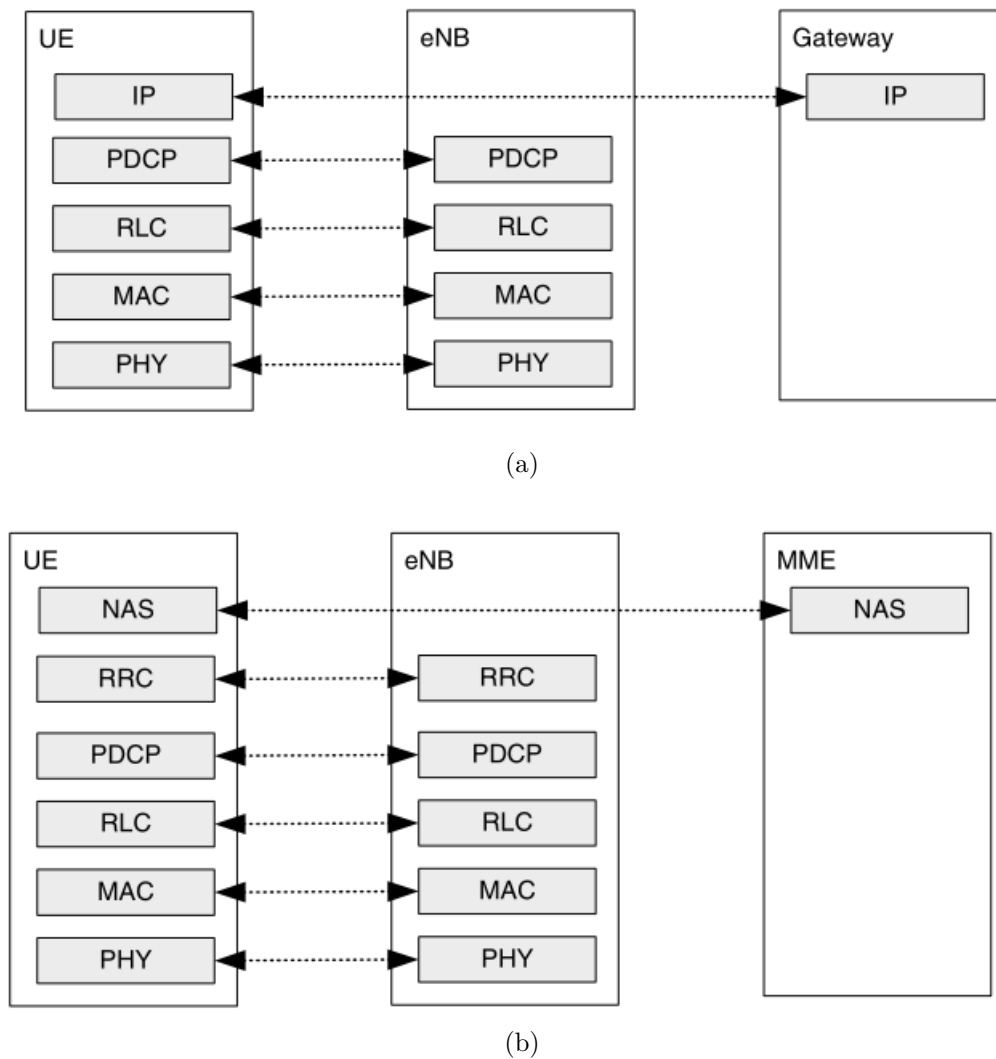 UE eNB Gateway
IP IP
PDCP PDCP
RLC RLC
MAC MAC
PHY PHY
(a)
UE eNB MME
NAS NAS
RRC RRC
PDCP PDCP
RLC RLC
MAC MAC
PHY PHY
(b)